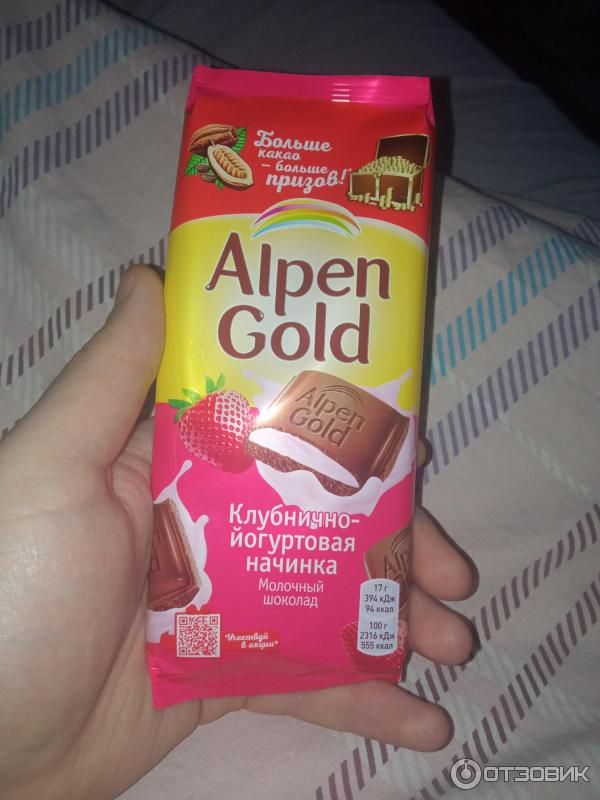 Больше
какао
– больше
призов!*
Alpen
Gold
Alpen
Gold
Клубнично-
йогуртовая
начинка
Молочный
шоколад
17 г
394 кДж
94 ккал
100 г
2316 кДж
555 ккал
*Участвуй
в акции*
ОТЗОВИК